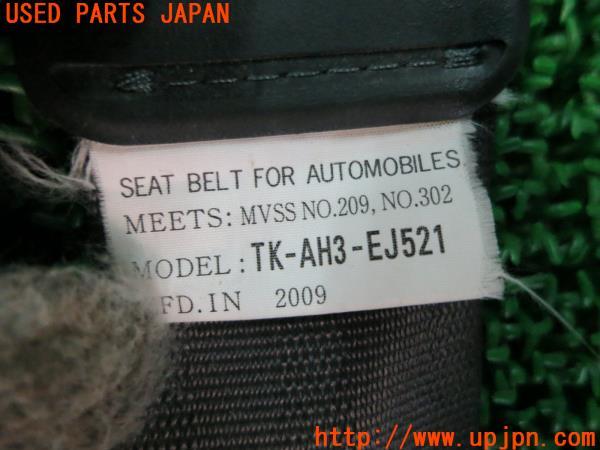 USED PARTS JAPAN
SEAT BELT FOR AUTOMOBILES
MEETS: MVSS NO.209, NO.302
MODEL: TK-AH3-EJ521
FD. IN 2009
UPJ
www.upjpn.com